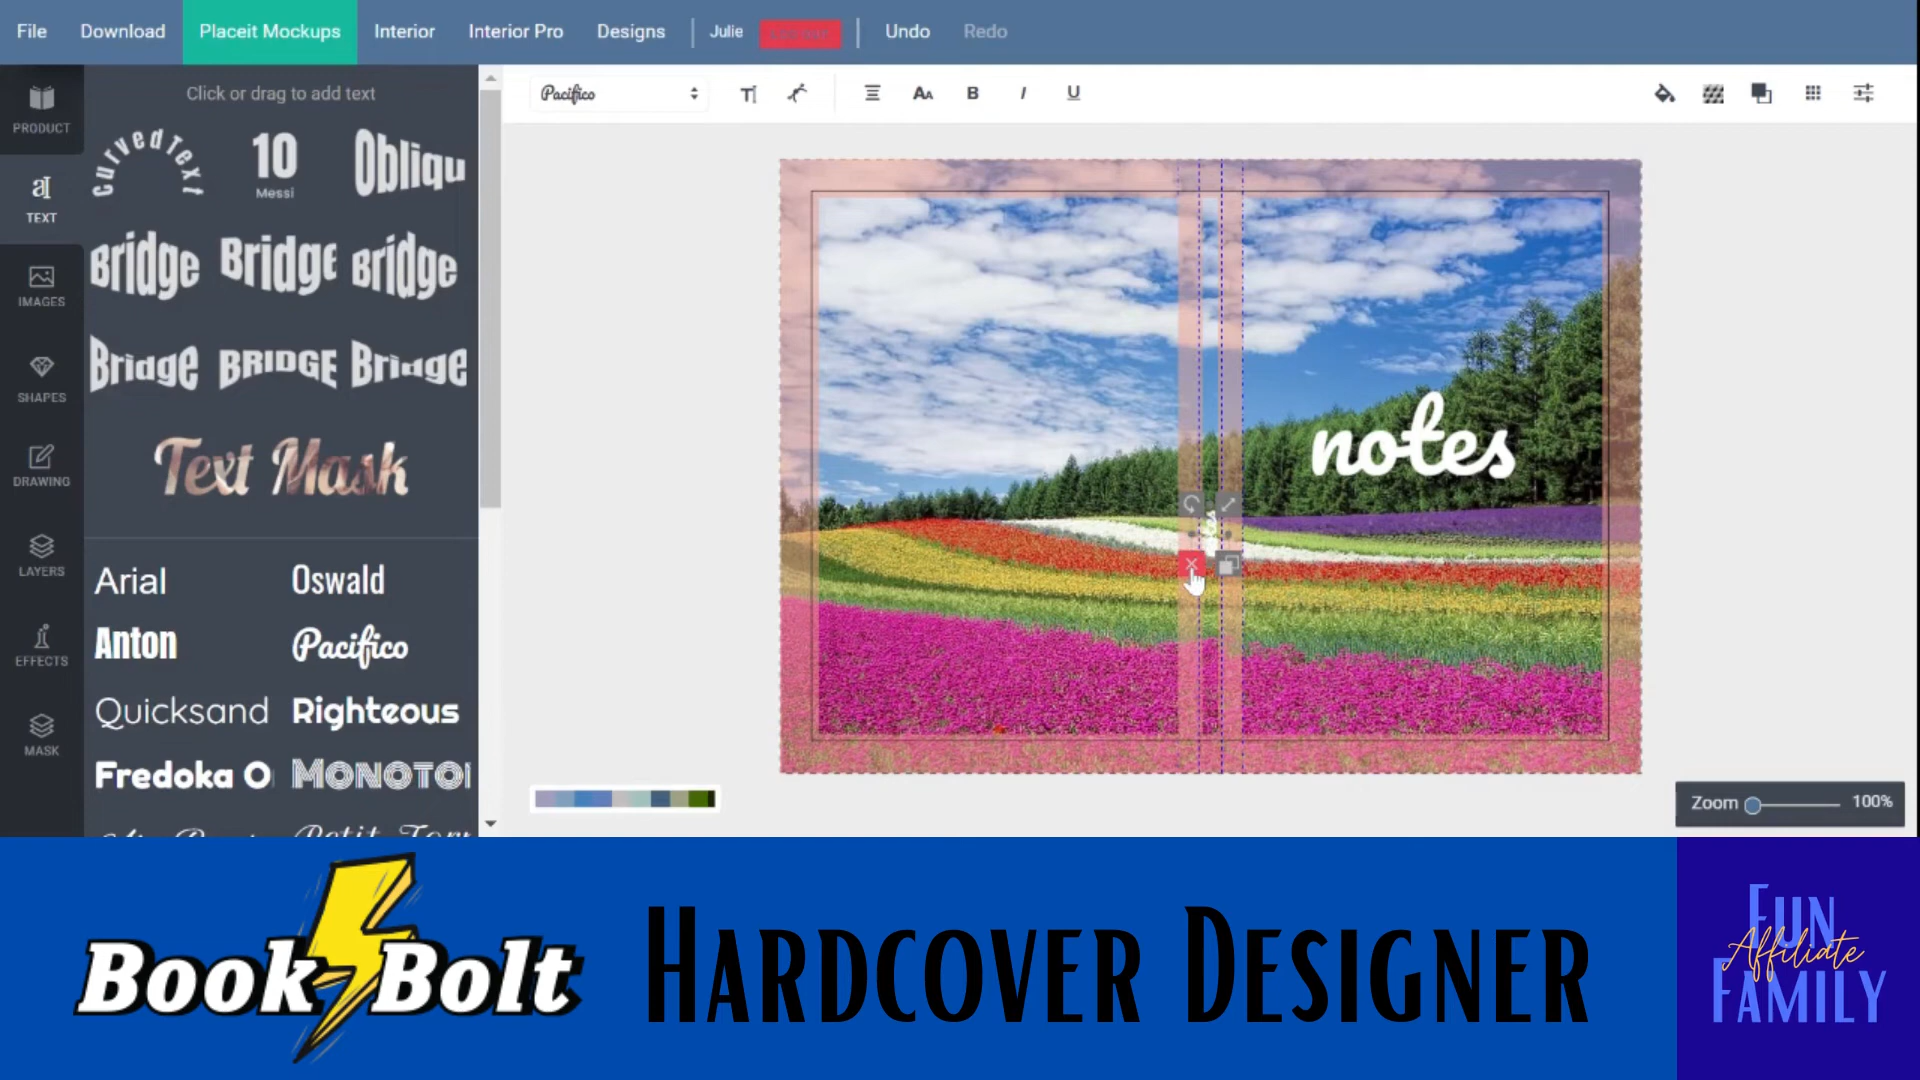 File Download Placeit Mockups Interior Interior Pro Designs Julie Undo Redo
Click or drag to add text
Pacifico
PRODUCT
TEXT
IMAGES
SHAPES
DRAWING
LAYERS
EFFECTS
MASK
Curved Text
10
Messi
Obliqu
Bridge Bridge Bridge
Bridge BRIDGE Bridge
Text Mask
Arial Oswald
Anton Pacifico
Quicksand Righteous
Fredoka O MONOTO
notes
Zoom 100%
Book Bolt
HARDCOVER DESIGNER
FUN
Affiliate
FAMILY